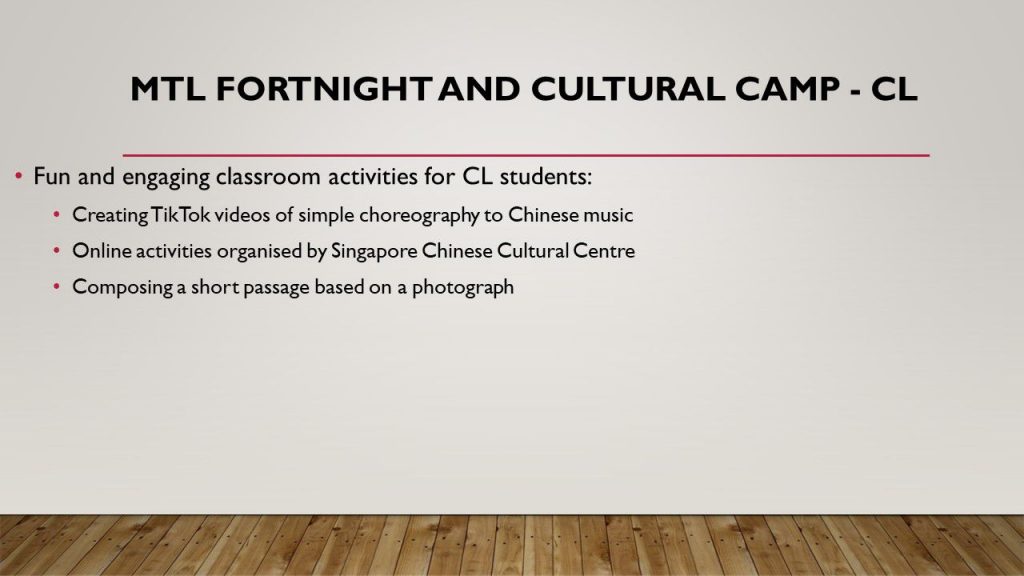 MTL FORTNIGHT AND CULTURAL CAMP - CL
• Fun and engaging classroom activities for CL students:
• Creating TikTok videos of simple choreography to Chinese music
• Online activities organised by Singapore Chinese Cultural Centre
• Composing a short passage based on a photograph